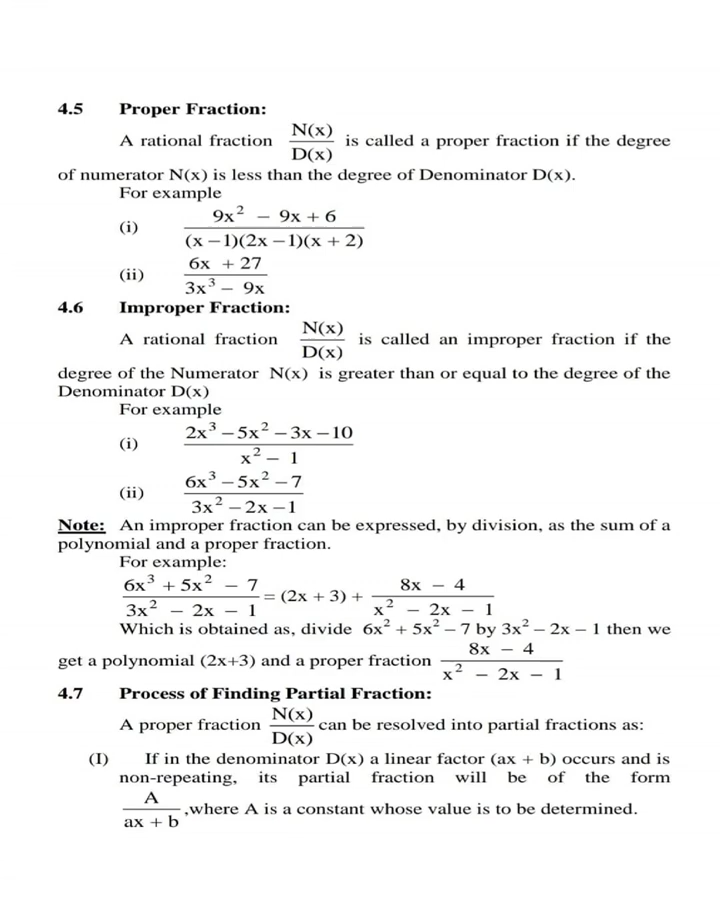 4.5 Proper Fraction:
A rational fraction N(x)/D(x) is called a proper fraction if the degree
of numerator N(x) is less than the degree of Denominator D(x).
For example
(i) (9x² – 9x + 6)/((x – 1)(2x – 1)(x + 2))
(ii) (6x + 27)/(3x³ – 9x)
4.6 Improper Fraction:
A rational fraction N(x)/D(x) is called an improper fraction if the
degree of the Numerator N(x) is greater than or equal to the degree of the
Denominator D(x)
For example
(i) (2x³ – 5x² – 3x – 10)/(x² – 1)
(ii) (6x³ – 5x² – 7)/(3x² – 2x – 1)
Note: An improper fraction can be expressed, by division, as the sum of a
polynomial and a proper fraction.
For example:
(6x³ + 5x² – 7)/(3x² – 2x – 1) = (2x + 3) + (8x – 4)/(x² – 2x – 1)
Which is obtained as, divide 6x² + 5x² – 7 by 3x² – 2x – 1 then we
get a polynomial (2x+3) and a proper fraction (8x – 4)/(x² – 2x – 1)
4.7 Process of Finding Partial Fraction:
A proper fraction N(x)/D(x) can be resolved into partial fractions as:
(I) If in the denominator D(x) a linear factor (ax + b) occurs and is
non-repeating, its partial fraction will be of the form
A/(ax + b) ,where A is a constant whose value is to be determined.